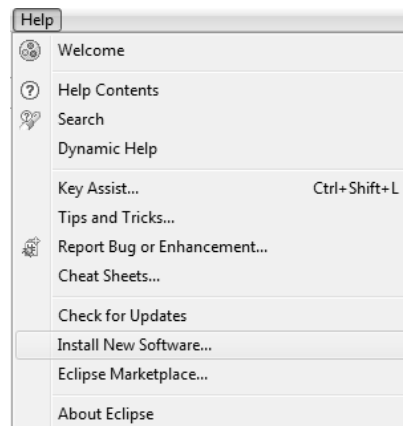 Help
Welcome
Help Contents
Search
Dynamic Help
Key Assist... Ctrl+Shift+L
Tips and Tricks...
Report Bug or Enhancement...
Cheat Sheets...
Check for Updates
Install New Software...
Eclipse Marketplace...
About Eclipse